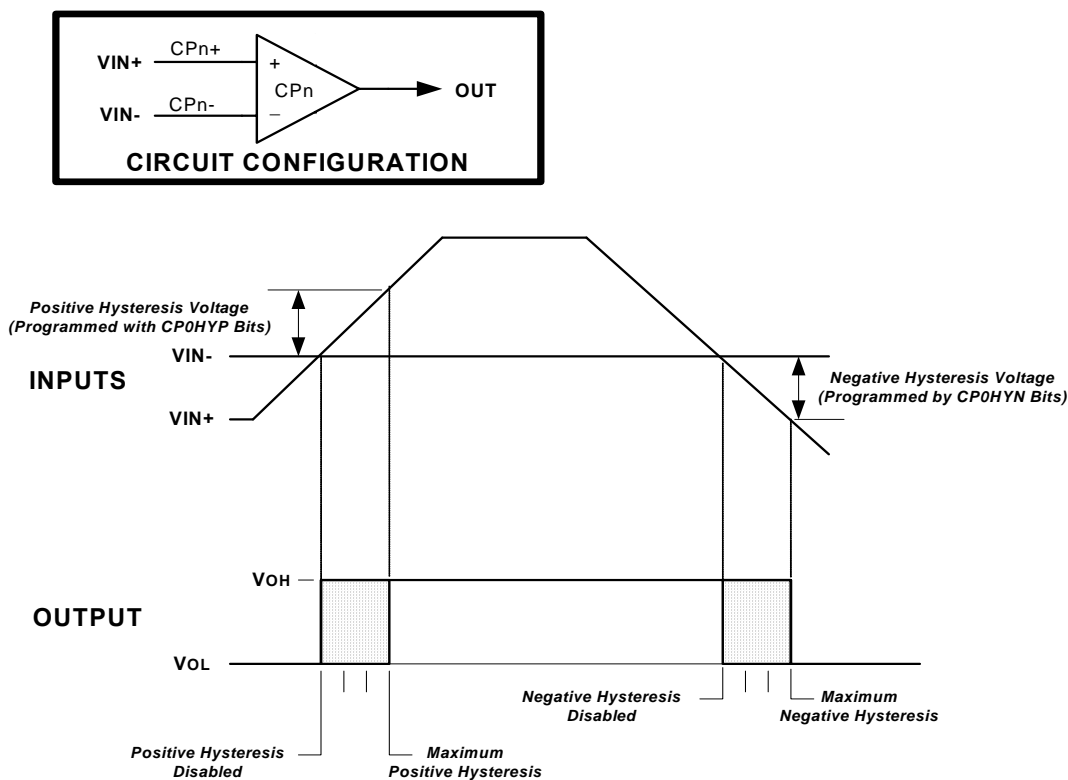 VIN+
CPn+
+
CPn
OUT
VIN-
CPn-
−
CIRCUIT CONFIGURATION
Positive Hysteresis Voltage
(Programmed with CP0HYP Bits)
VIN-
INPUTS
Negative Hysteresis Voltage
(Programmed by CP0HYN Bits)
VIN+
VOH
OUTPUT
VOL
Negative Hysteresis
Disabled
Maximum
Negative Hysteresis
Positive Hysteresis
Disabled
Maximum
Positive Hysteresis